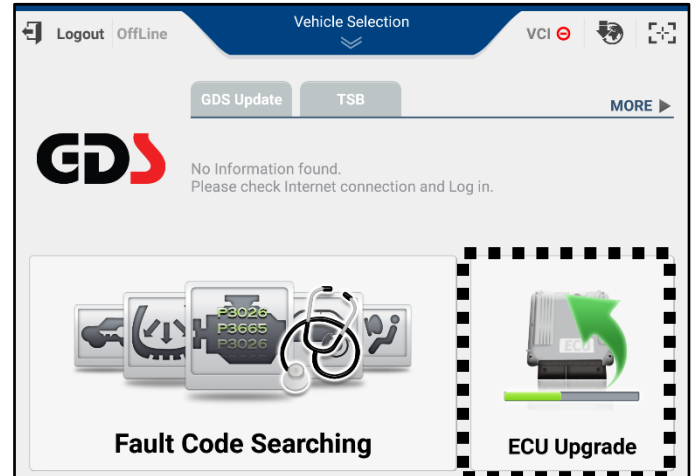 Logout OffLine
Vehicle Selection
VCI
GDS Update
TSB
MORE
GDS
No Information found.
Please check Internet connection and Log in.
P3026
P3665
P3026
ECU
Fault Code Searching
ECU Upgrade